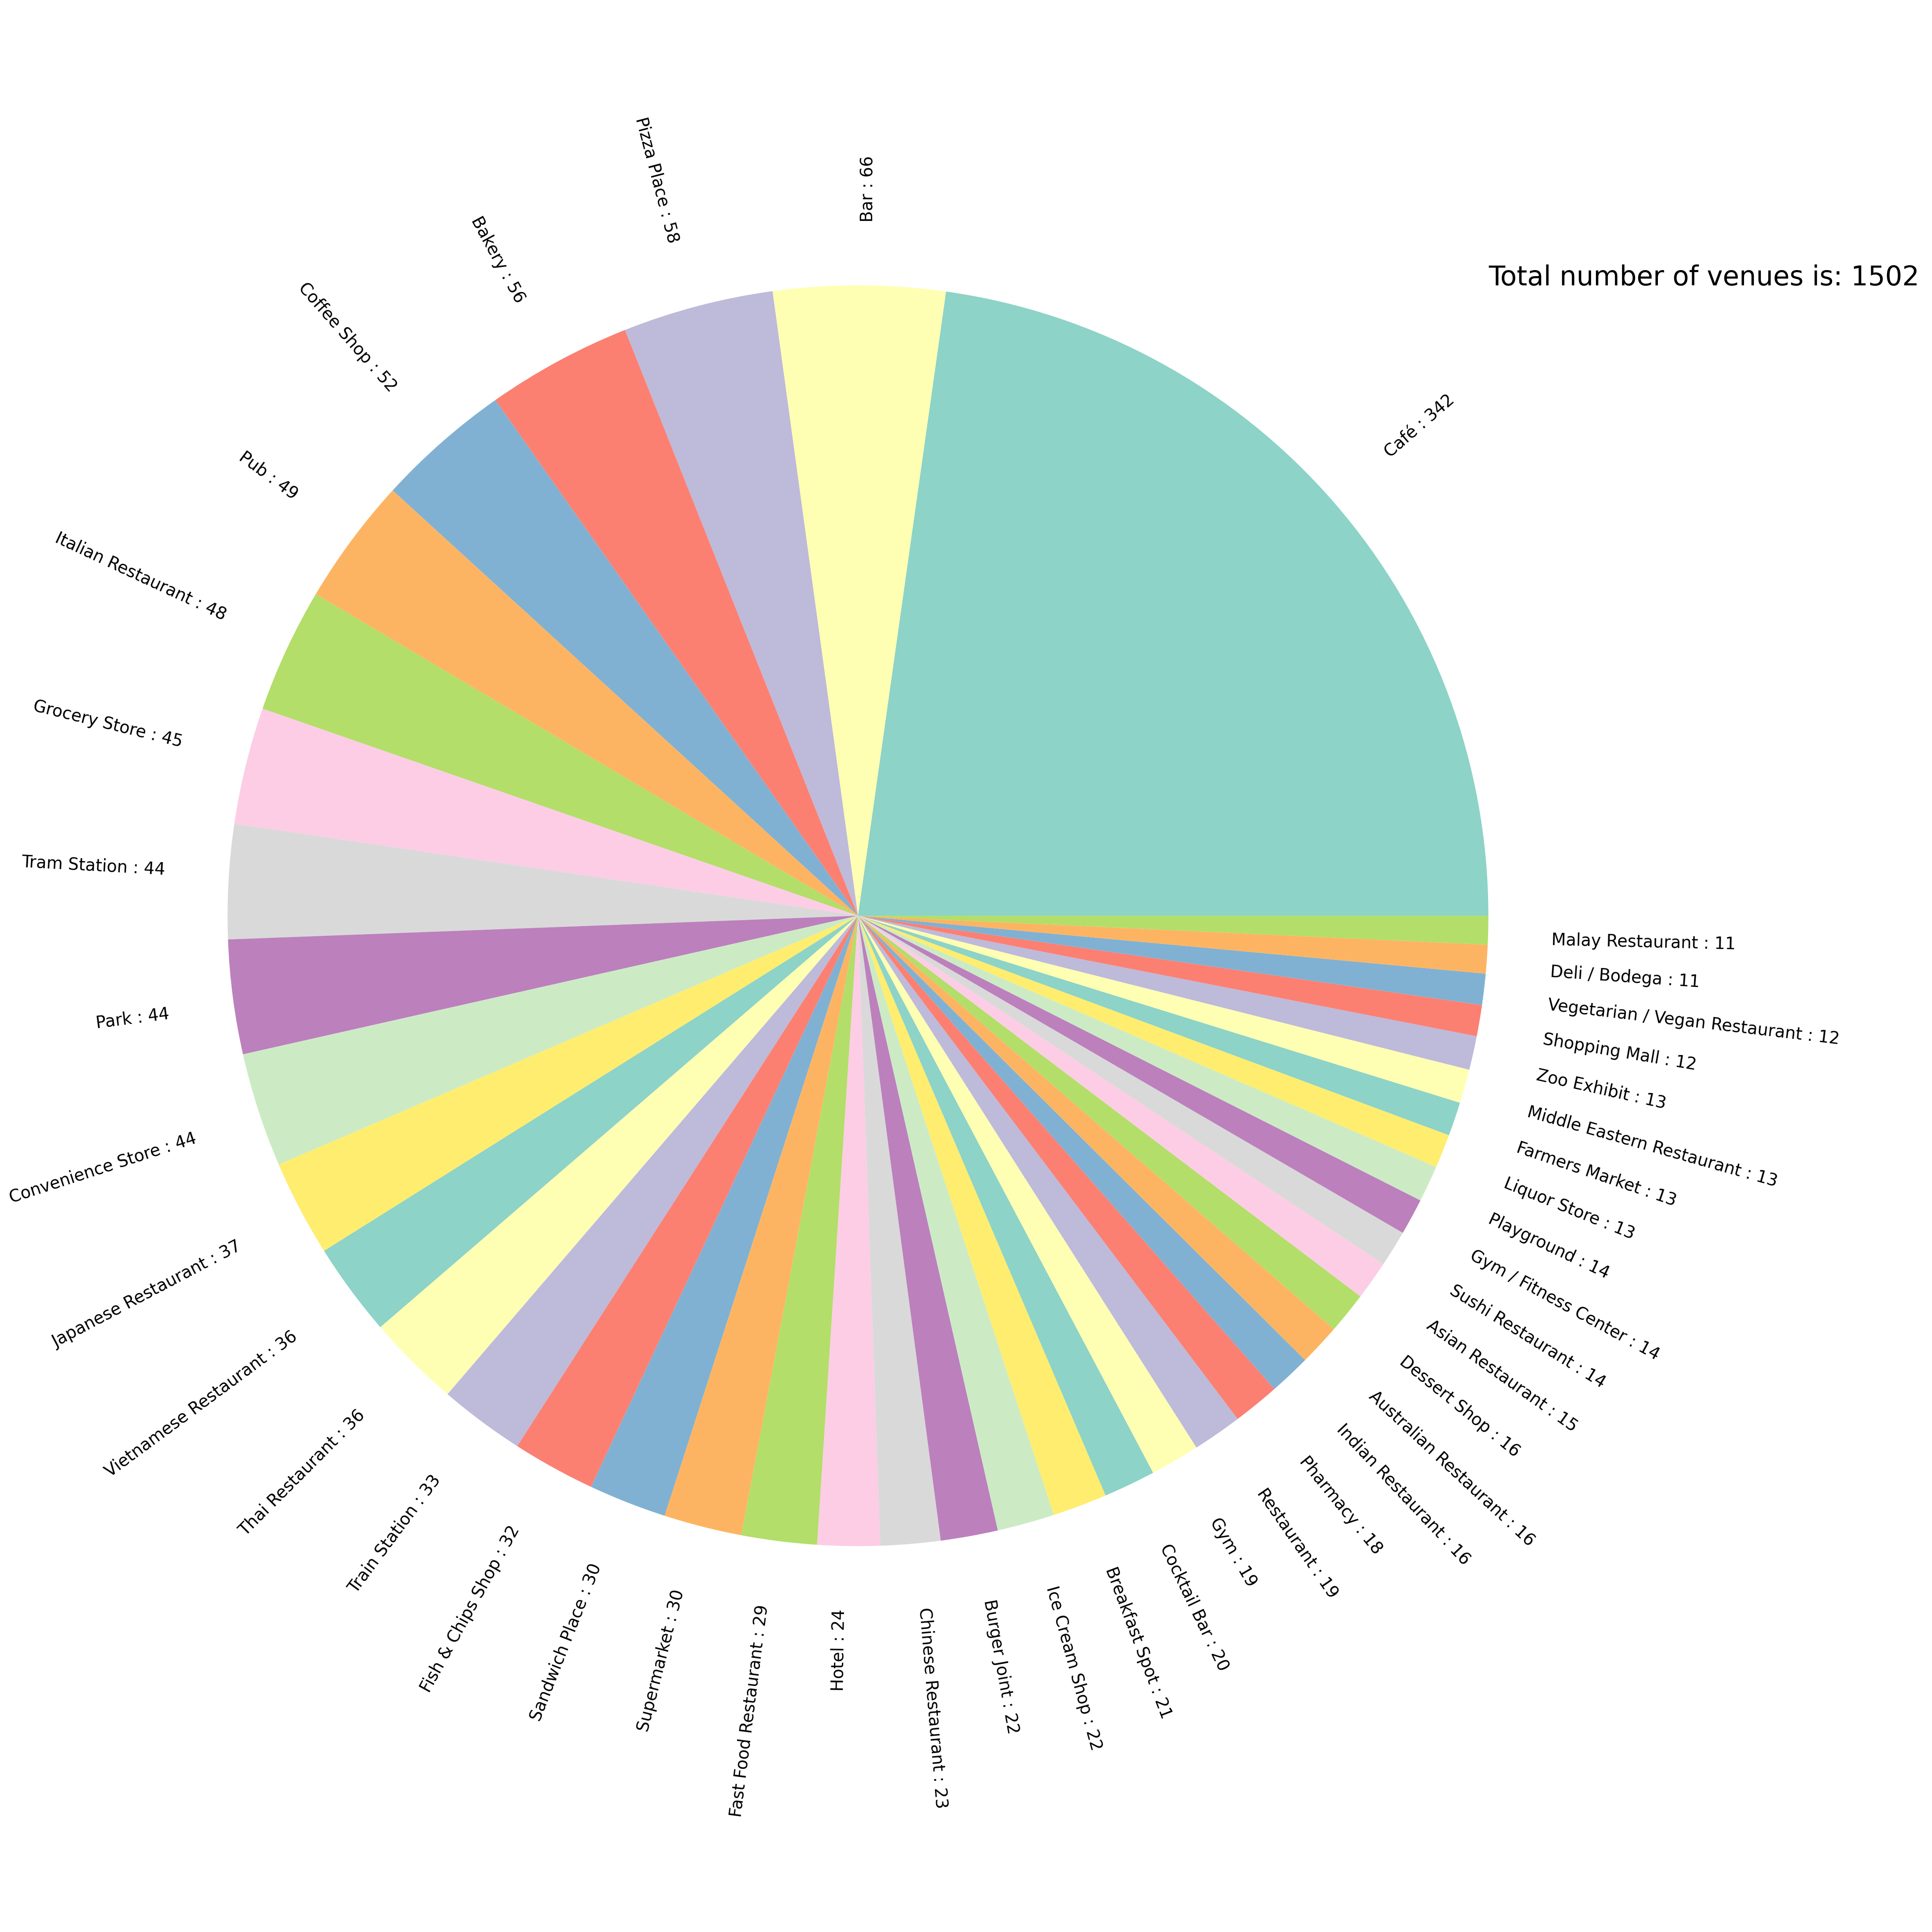 Total number of venues is: 1502
Café : 342
Bar : 66
Pizza Place : 58
Bakery : 56
Coffee Shop : 52
Pub : 49
Italian Restaurant : 48
Grocery Store : 45
Tram Station : 44
Park : 44
Convenience Store : 44
Japanese Restaurant : 37
Vietnamese Restaurant : 36
Thai Restaurant : 36
Train Station : 33
Fish & Chips Shop : 32
Sandwich Place : 30
Supermarket : 30
Fast Food Restaurant : 29
Hotel : 24
Chinese Restaurant : 23
Burger Joint : 22
Ice Cream Shop : 22
Breakfast Spot : 21
Cocktail Bar : 20
Gym : 19
Restaurant : 19
Pharmacy : 18
Indian Restaurant : 16
Australian Restaurant : 16
Dessert Shop : 16
Asian Restaurant : 15
Sushi Restaurant : 14
Gym / Fitness Center : 14
Playground : 14
Liquor Store : 13
Farmers Market : 13
Middle Eastern Restaurant : 13
Zoo Exhibit : 13
Shopping Mall : 12
Vegetarian / Vegan Restaurant : 12
Deli / Bodega : 11
Malay Restaurant : 11